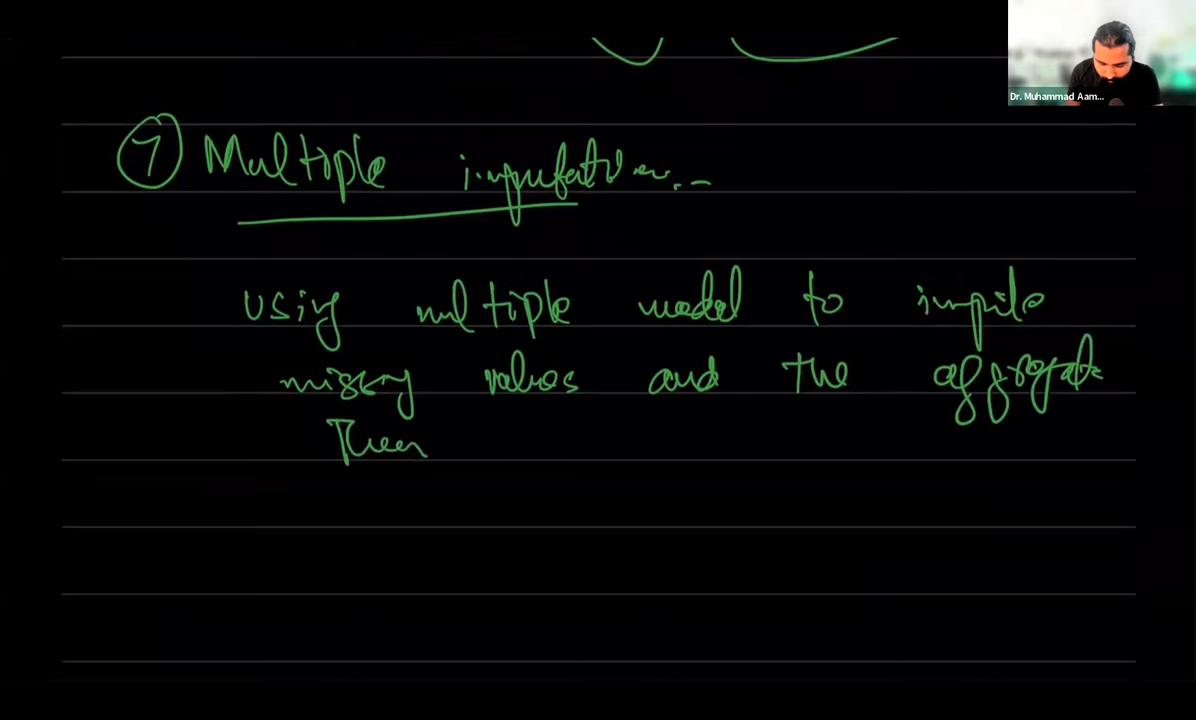 Dr. Muhammad Aam...
7 Multiple imputation..-
Using multiple model to impute
missing values and the aggregate
Them